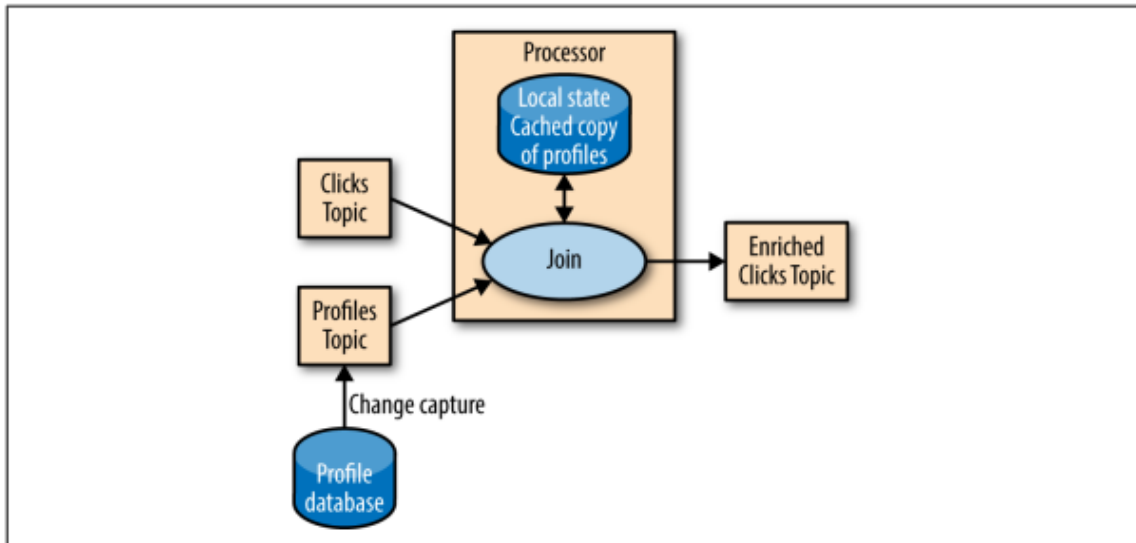 Processor
Local state
Cached copy
of profiles
Clicks
Topic
Join
Enriched
Clicks Topic
Profiles
Topic
Change capture
Profile
database